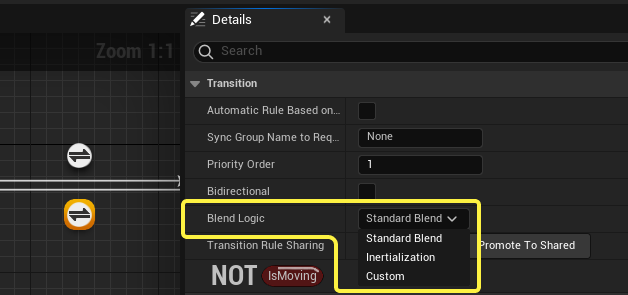 Details
Zoom 1:1
Search
Transition
Automatic Rule Based on...
Sync Group Name to Req...
None
Priority Order
1
Bidirectional
Blend Logic
Standard Blend
Standard Blend
Transition Rule Sharing
Promote To Shared
Inertialization
Custom
NOT IsMoving